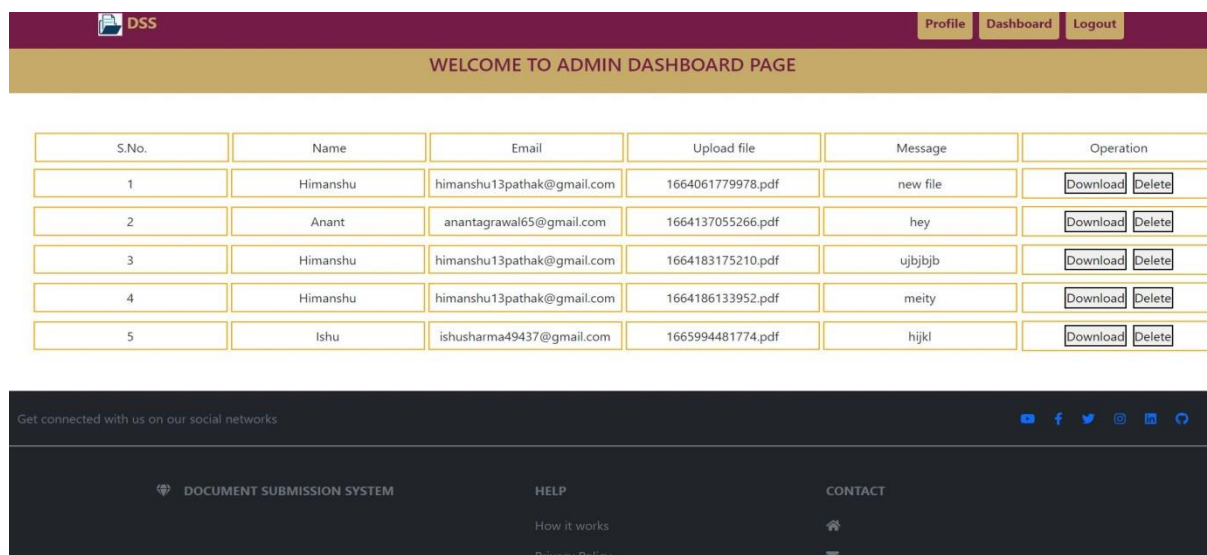 DSS Profile Dashboard Logout
WELCOME TO ADMIN DASHBOARD PAGE
S.No. Name Email Upload file Message Operation
1 Himanshu himanshu13pathak@gmail.com 1664061779978.pdf new file Download Delete
2 Anant anantagrawal65@gmail.com 1664137055266.pdf hey Download Delete
3 Himanshu himanshu13pathak@gmail.com 1664183175210.pdf ujbjbjb Download Delete
4 Himanshu himanshu13pathak@gmail.com 1664186133952.pdf meity Download Delete
5 Ishu ishusharma49437@gmail.com 1665994481774.pdf hijkl Download Delete
Get connected with us on our social networks
DOCUMENT SUBMISSION SYSTEM HELP CONTACT
How it works
Privacy Policy